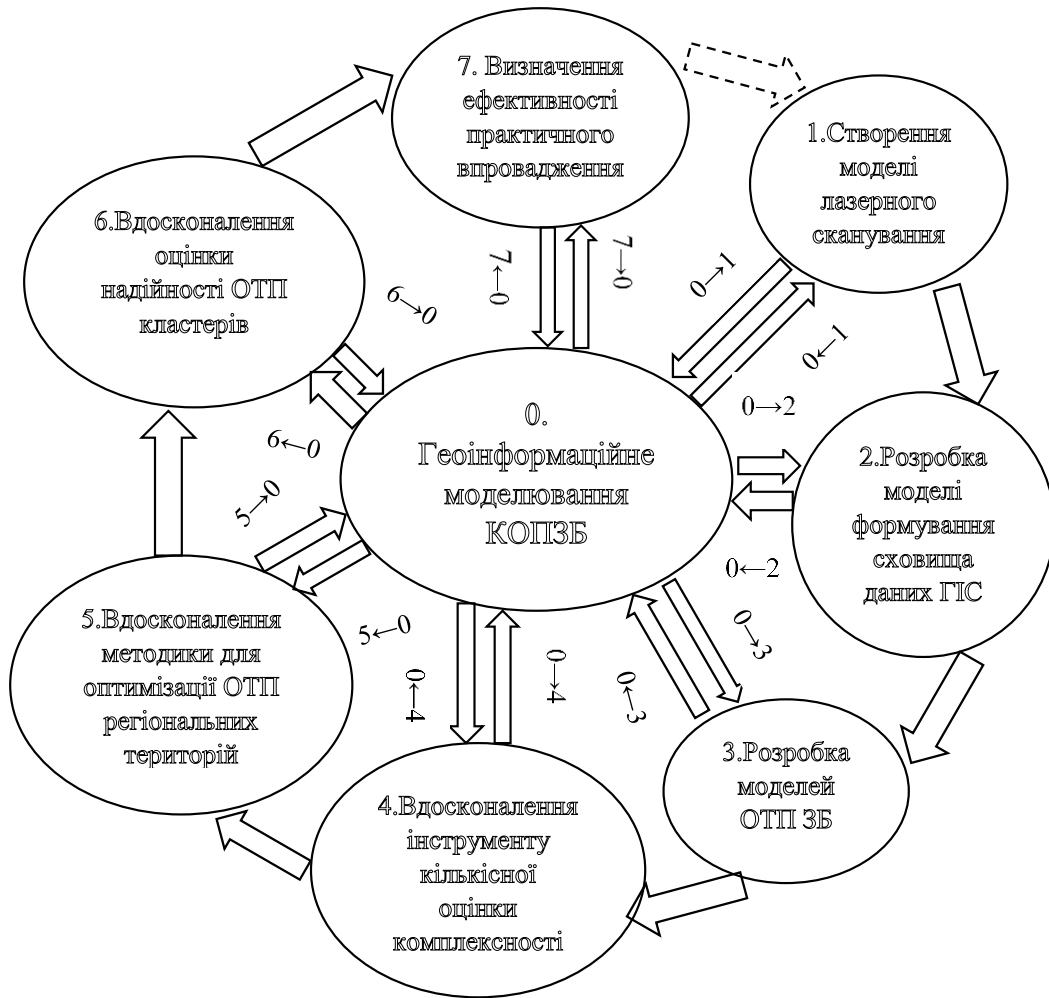 7. Визначення
ефективності
практичного
впровадження
1.Створення
моделі
лазерного
сканування
6.Вдосконалення
оцінки
надійності ОТП
кластерів
7←0
7→0
0→1
0←1
6→0
6←0
0.
Геоінформаційне
моделювання
КОПЗБ
0→2
0←2
2.Розробка
моделі
формування
сховища
даних ГІС
5→0
5←0
5.Вдосконалення
методики для
оптимізації ОТП
регіональних
територій
0←4
0→4
0←3
0→3
3.Розробка
моделей
ОТП ЗБ
4.Вдосконалення
інструменту
кількісної
оцінки
комплексності